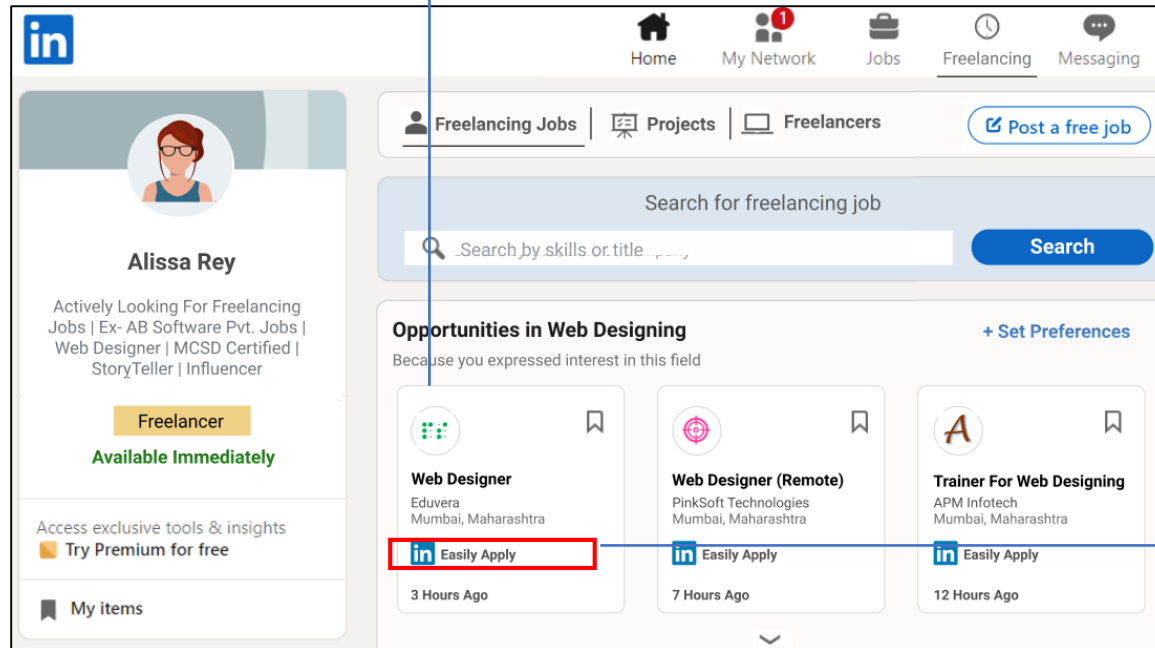 in
1
Home My Network Jobs Freelancing Messaging
Freelancing Jobs Projects Freelancers Post a free job
Search for freelancing job
Search by skills or title
Search
Alissa Rey
Actively Looking For Freelancing
Jobs | Ex- AB Software Pvt. Jobs |
Web Designer | MCSD Certified |
StoryTeller | Influencer
Freelancer
Available Immediately
Access exclusive tools & insights
Try Premium for free
My items
Opportunities in Web Designing
+ Set Preferences
Because you expressed interest in this field
Web Designer
Eduvera
Mumbai, Maharashtra
in Easily Apply
3 Hours Ago
Web Designer (Remote)
PinkSoft Technologies
Mumbai, Maharashtra
in Easily Apply
7 Hours Ago
A
Trainer For Web Designing
APM Infotech
Mumbai, Maharashtra
in Easily Apply
12 Hours Ago